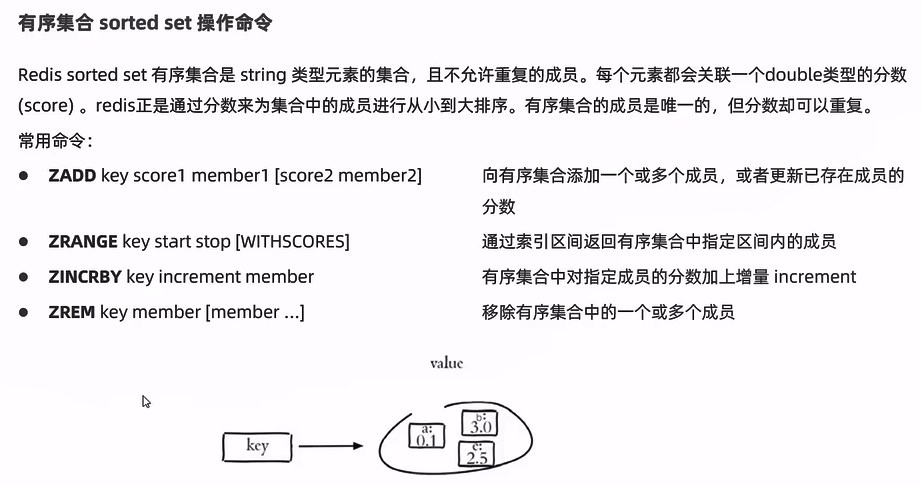 有序集合 sorted set 操作命令
Redis sorted set 有序集合是 string 类型元素的集合，且不允许重复的成员。每个元素都会关联一个double类型的分数
(score) 。redis正是通过分数来为集合中的成员进行从小到大排序。有序集合的成员是唯一的，但分数却可以重复。
常用命令：
● ZADD key score1 member1 [score2 member2] 向有序集合添加一个或多个成员，或者更新已存在成员的
分数
● ZRANGE key start stop [WITHSCORES] 通过索引区间返回有序集合中指定区间内的成员
● ZINCRBY key increment member 有序集合中对指定成员的分数加上增量 increment
● ZREM key member [member ...] 移除有序集合中的一个或多个成员
value
key
a:
0.1
b:
3.0
c:
2.5